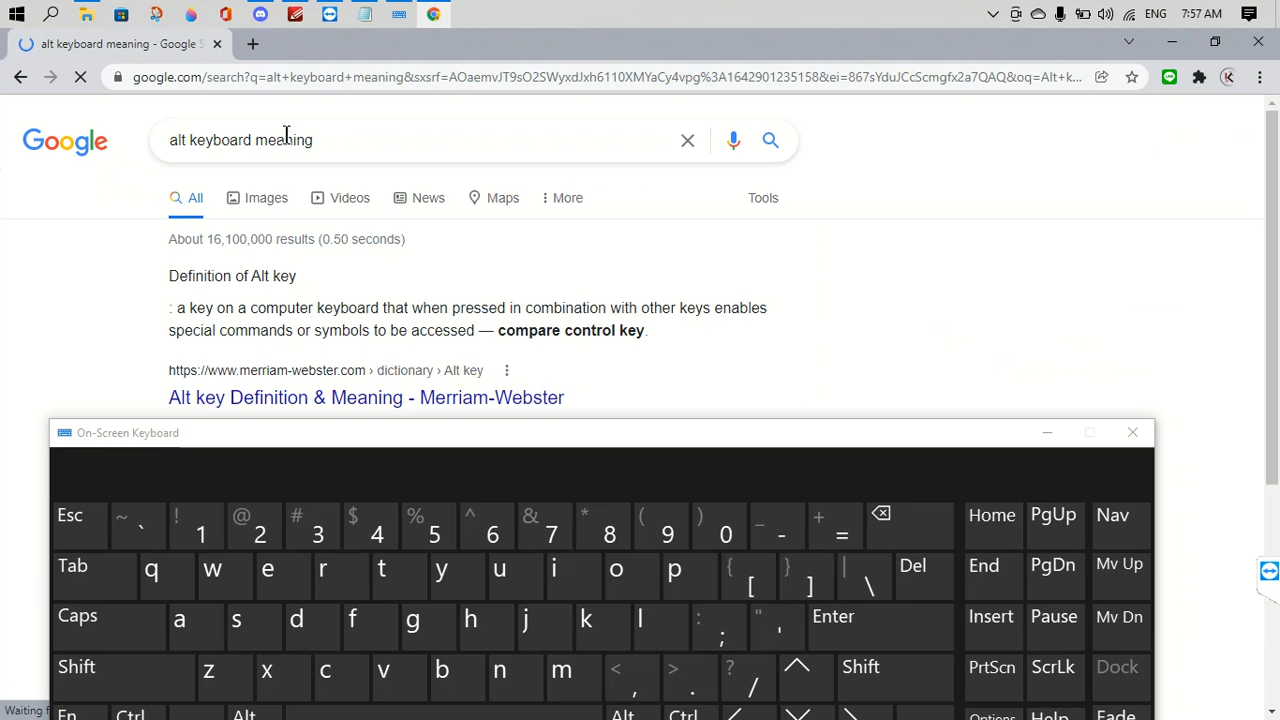 ENG 7:57 AM
alt keyboard meaning - Google S
google.com/search?q=alt+keyboard+meaning&sxsrf=AOaemvJT9sO2SWyxdJxh6110XMYaCy4vpg%3A1642901235158&ei=867sYduJCcScmgfx2a7QAQ&oq=Alt+k...
Google alt keyboard meaning
All Images Videos News Maps More Tools
About 16,100,000 results (0.50 seconds)
Definition of Alt key
: a key on a computer keyboard that when pressed in combination with other keys enables
special commands or symbols to be accessed — compare control key.
https://www.merriam-webster.com › dictionary › Alt key
Alt key Definition & Meaning - Merriam-Webster
On-Screen Keyboard
Esc ~ ` ! 1 @ 2 # 3 $ 4 % 5 ^ 6 & 7 * 8 ( 9 ) 0 _ - + = Home PgUp Nav
Tab q w e r t y u i o p { [ } ] | \ Del End PgDn Mv Up
Caps a s d f g h j k l : ; " ' Enter Insert Pause Mv Dn
Shift z x c v b n m < , > . ? / Shift PrtScn ScrLk Dock
Waiting f
En Ctrl Alt Alt Ctrl Options Help Fade